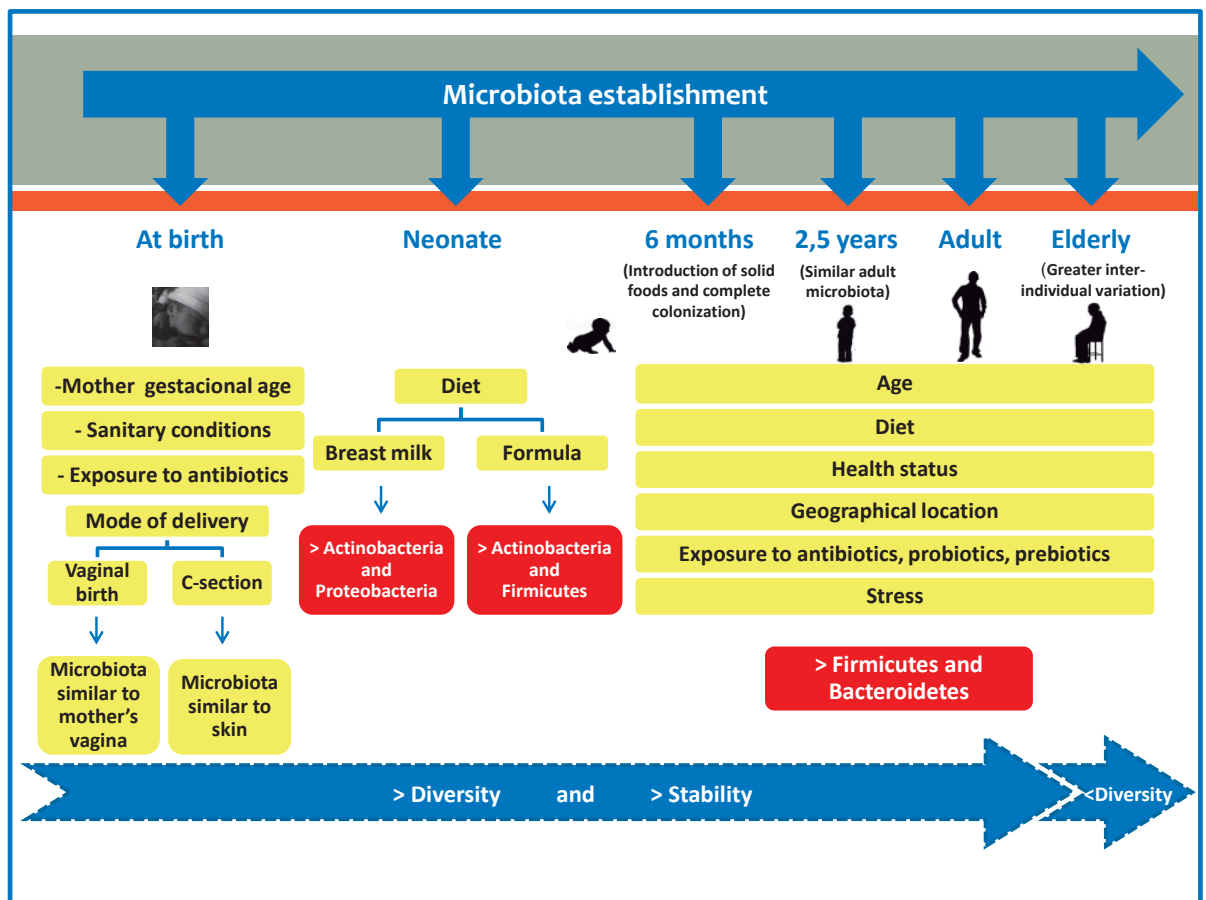 Microbiota establishment
At birth
Neonate
6 months
(Introduction of solid
foods and complete
colonization)
2,5 years
(Similar adult
microbiota)
Adult
Elderly
(Greater inter-
individual variation)
-Mother gestacional age
- Sanitary conditions
- Exposure to antibiotics
Mode of delivery
Vaginal
birth
C-section
Microbiota
similar to
mother's
vagina
Microbiota
similar to
skin
Diet
Breast milk
Formula
> Actinobacteria
and
Proteobacteria
> Actinobacteria
and
Firmicutes
Age
Diet
Health status
Geographical location
Exposure to antibiotics, probiotics, prebiotics
Stress
> Firmicutes and
Bacteroidetes
> Diversity and > Stability
<Diversity